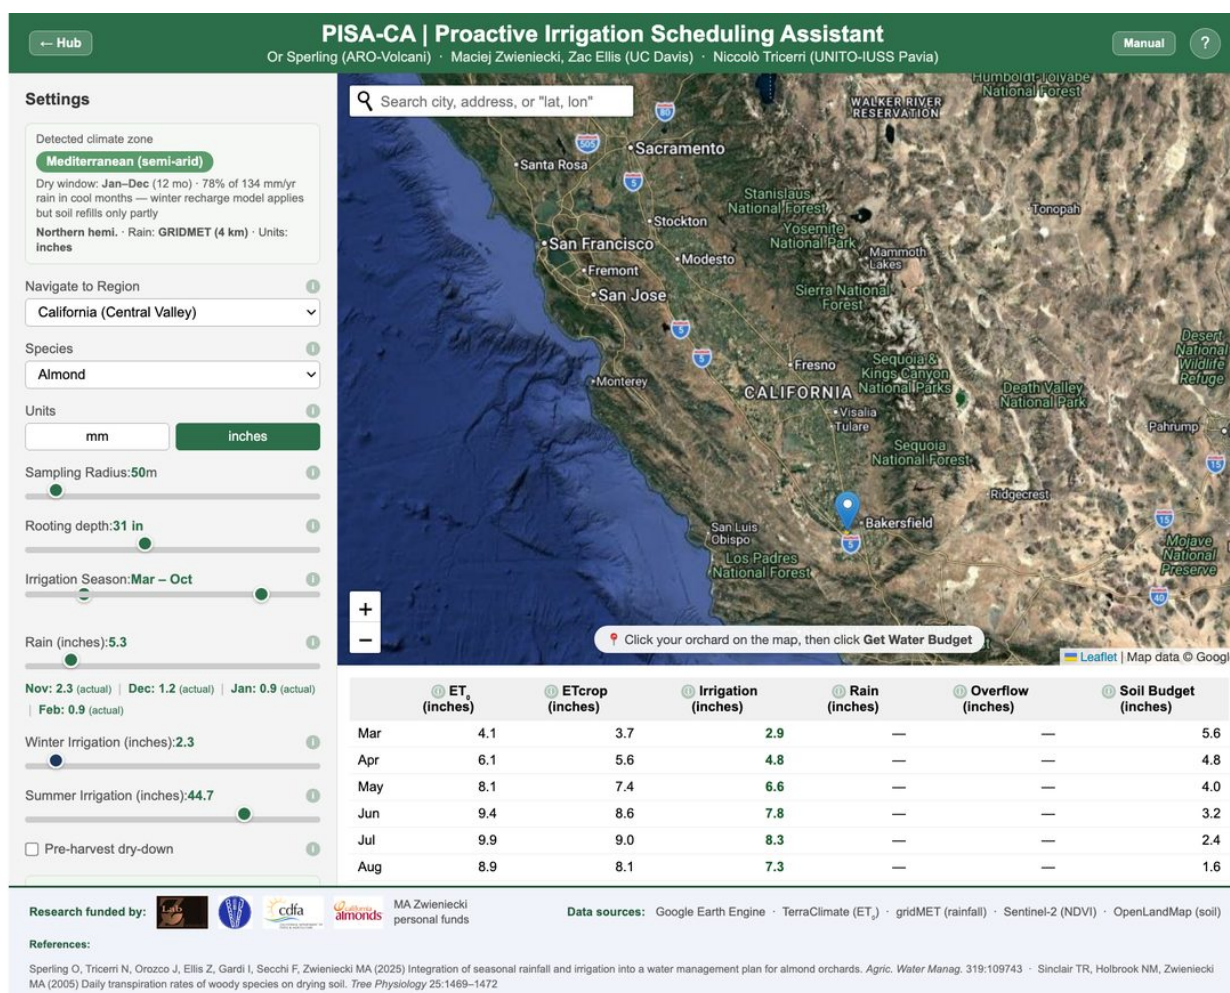 ← Hub
PISA-CA | Proactive Irrigation Scheduling Assistant
Or Sperling (ARO-Volcani) · Maciej Zwieniecki, Zac Ellis (UC Davis) · Niccolò Tricerri (UNITO-IUSS Pavia)
Manual
?
Settings
Detected climate zone
Mediterranean (semi-arid)
Dry window: Jan–Dec (12 mo) · 78% of 134 mm/yr
rain in cool months — winter recharge model applies
but soil refills only partly
Northern hemi. · Rain: GRIDMET (4 km) · Units:
inches
Navigate to Region
California (Central Valley)
Species
Almond
Units
mm
inches
Sampling Radius:50m
Rooting depth:31 in
Irrigation Season:Mar – Oct
Rain (inches):5.3
Nov: 2.3 (actual) | Dec: 1.2 (actual) | Jan: 0.9 (actual)
| Feb: 0.9 (actual)
Winter Irrigation (inches):2.3
Summer Irrigation (inches):44.7
Pre-harvest dry-down
Search city, address, or "lat, lon"
Humboldt-Toiyabe
National Forest
WALKER RIVER
RESERVATION
80
505
Sacramento
Santa Rosa
5
Stanislaus
National Forest
Tonopah
Stockton
Yosemite
National Park
San Francisco
Mammoth
Lakes
Modesto
Fremont
San Jose
Sierra National
Forest
5
5
Desert
National
Wildlife
Refuge
Fresno
Sequoia &
Kings Canyon
National Parks
Monterey
CALIFORNIA
Death Valley
National Park
Visalia
Tulare
Pahrump
Sequoia
National Forest
15
Ridgecrest
San Luis
Obispo
Bakersfield
5
15
Mojave
National
Preserve
Los Padres
National Forest
40
+
−
📍 Click your orchard on the map, then click Get Water Budget
Leaflet | Map data © Googl
ET₀ (inches) ETcrop (inches) Irrigation (inches) Rain (inches) Overflow (inches) Soil Budget (inches)
Mar 4.1 3.7 2.9 — — 5.6
Apr 6.1 5.6 4.8 — — 4.8
May 8.1 7.4 6.6 — — 4.0
Jun 9.4 8.6 7.8 — — 3.2
Jul 9.9 9.0 8.3 — — 2.4
Aug 8.9 8.1 7.3 — — 1.6
Research funded by:
Lab
cdfa
california
almonds
MA Zwieniecki
personal funds
Data sources: Google Earth Engine · TerraClimate (ET₀) · gridMET (rainfall) · Sentinel-2 (NDVI) · OpenLandMap (soil)
References:
Sperling O, Tricerri N, Orozco J, Ellis Z, Gardi I, Secchi F, Zwieniecki MA (2025) Integration of seasonal rainfall and irrigation into a water management plan for almond orchards. Agric. Water Manag. 319:109743 · Sinclair TR, Holbrook NM, Zwieniecki
MA (2005) Daily transpiration rates of woody species on drying soil. Tree Physiology 25:1469–1472